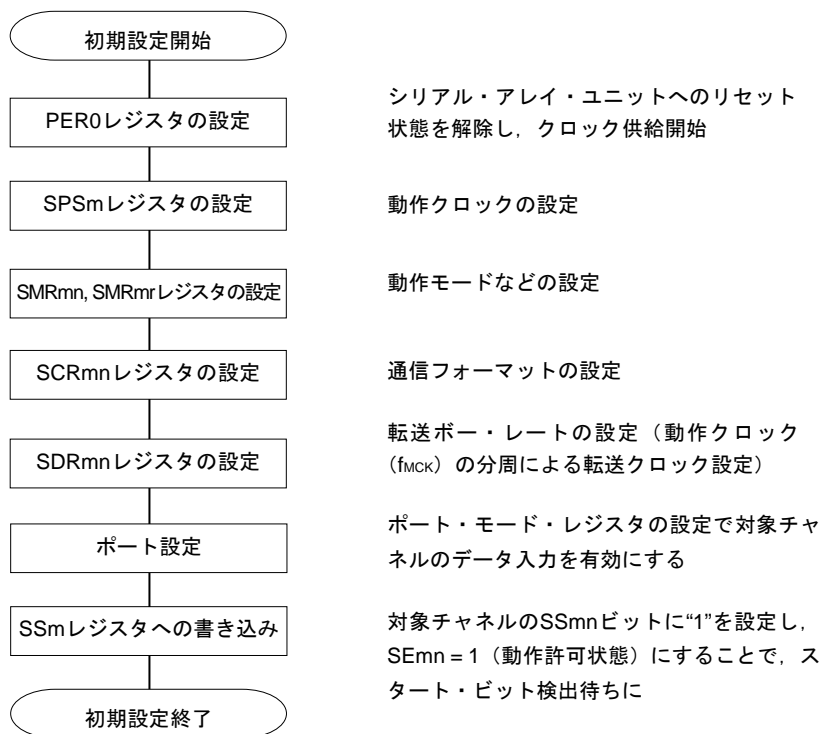 初期設定開始
PER0レジスタの設定
シリアル・アレイ・ユニットへのリセット
状態を解除し，クロック供給開始
SPSmレジスタの設定
動作クロックの設定
SMRmn, SMRmrレジスタの設定
動作モードなどの設定
SCRmnレジスタの設定
通信フォーマットの設定
SDRmnレジスタの設定
転送ボー・レートの設定（動作クロック
（fMCK）の分周による転送クロック設定）
ポート設定
ポート・モード・レジスタの設定で対象チャ
ネルのデータ入力を有効にする
SSmレジスタへの書き込み
対象チャネルのSSmnビットに“1”を設定し，
SEmn = 1（動作許可状態）にすることで，ス
タート・ビット検出待ちに
初期設定終了